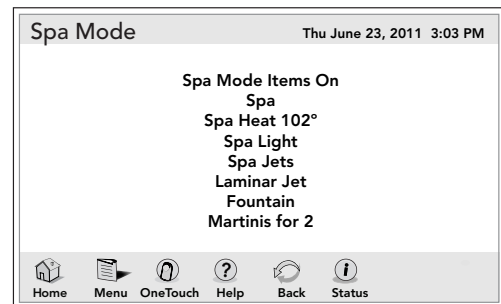 Spa Mode
Thu June 23, 2011 3:03 PM
Spa Mode Items On
Spa
Spa Heat 102º
Spa Light
Spa Jets
Laminar Jet
Fountain
Martinis for 2
Home Menu OneTouch Help Back Status